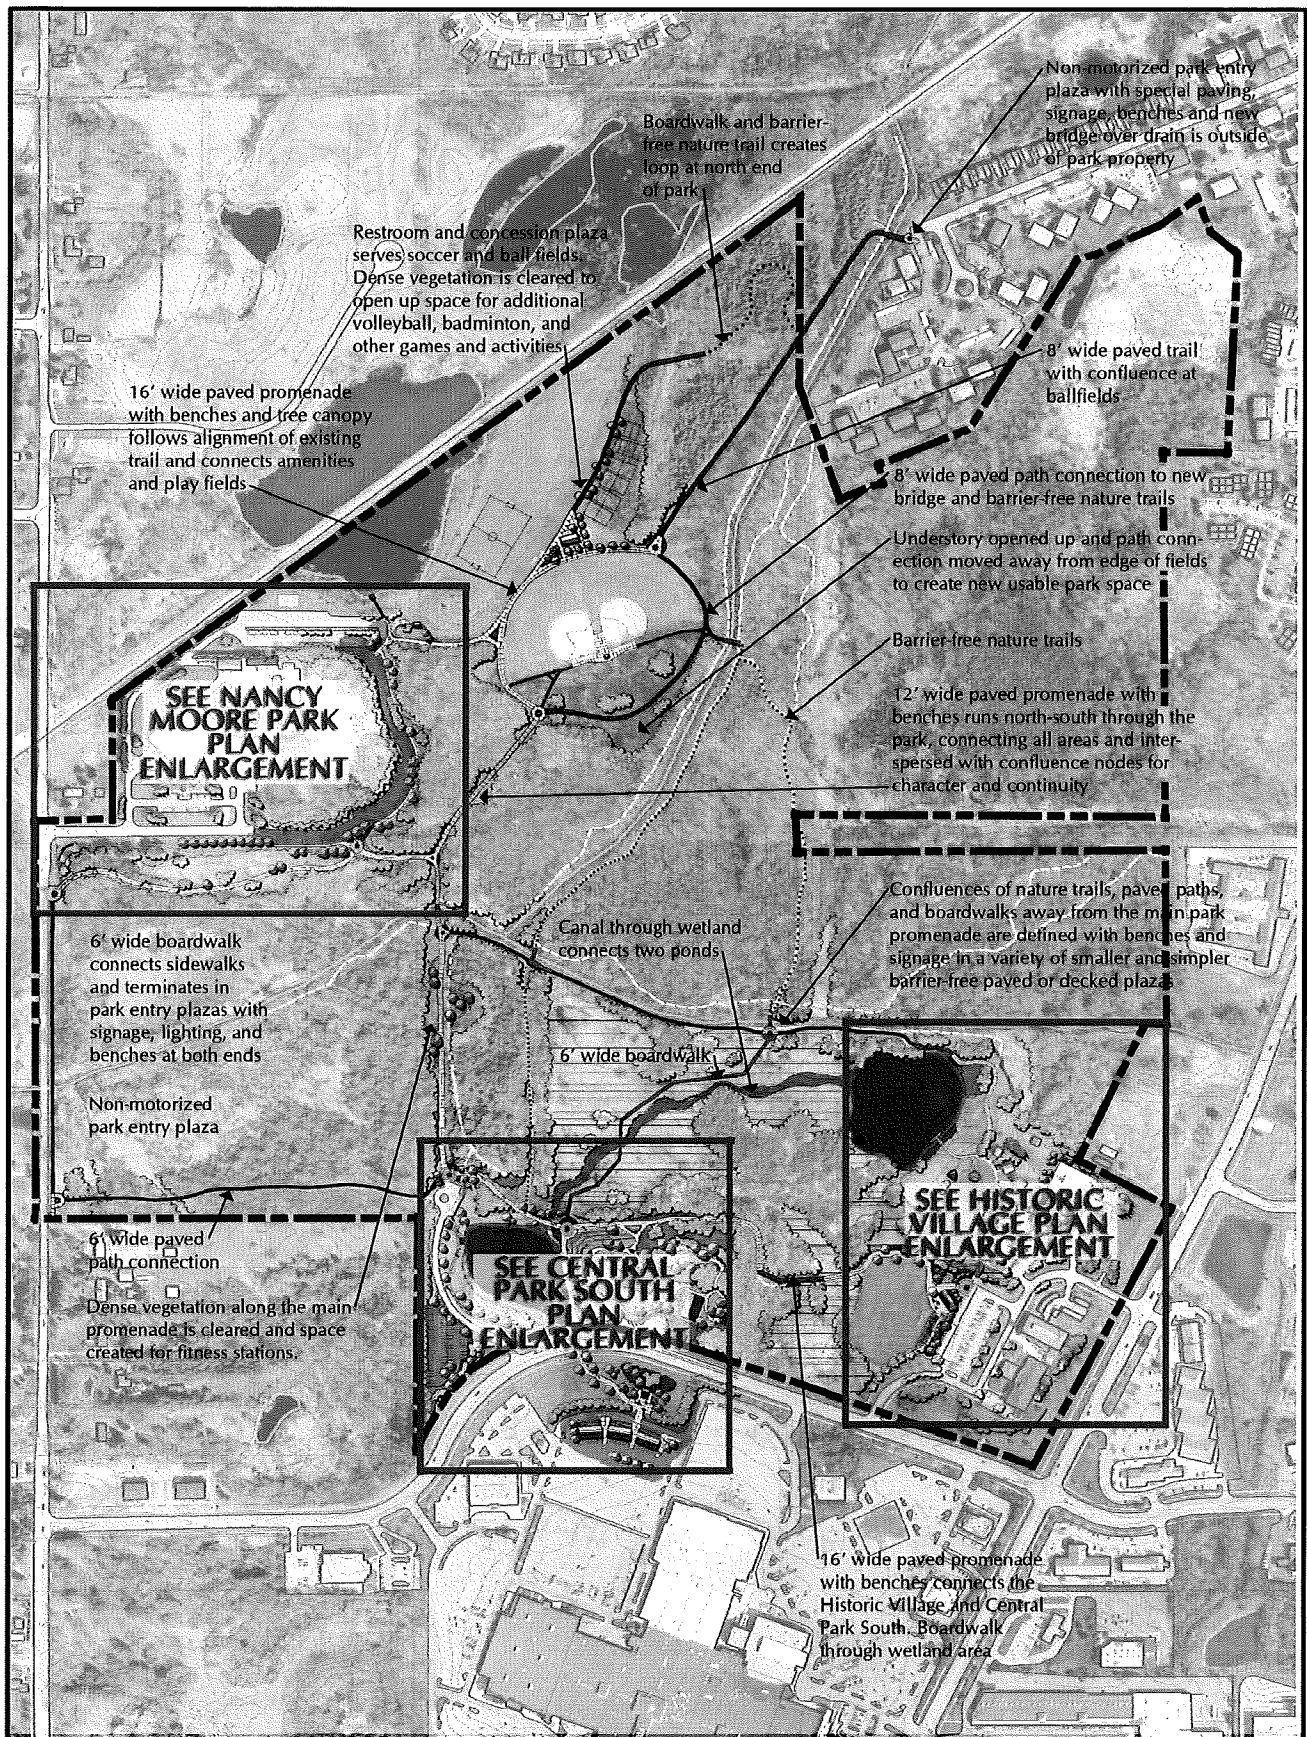 Non-motorized park entry
plaza with special paving,
signage, benches and new
bridge over drain is outside
of park property
Boardwalk and barrier-
free nature trail creates
loop at north end
of park
Restroom and concession plaza
serves soccer and ball fields.
Dense vegetation is cleared to
open up space for additional
volleyball, badminton, and
other games and activities
8' wide paved trail
with confluence at
ballfields
16' wide paved promenade
with benches and tree canopy
follows alignment of existing
trail and connects amenities
and play fields
8' wide paved path connection to new
bridge and barrier-free nature trails
Understory opened up and path conn-
ection moved away from edge of fields
to create new usable park space
Barrier-free nature trails
SEE NANCY
MOORE PARK
PLAN
ENLARGEMENT
12' wide paved promenade with
benches runs north-south through the
park, connecting all areas and inter-
spersed with confluence nodes for
character and continuity
Confluences of nature trails, paved paths,
and boardwalks away from the main park
promenade are defined with benches and
signage in a variety of smaller and simpler
barrier-free paved or decked plazas
Canal through wetland
connects two ponds
6' wide boardwalk
connects sidewalks
and terminates in
park entry plazas with
signage, lighting, and
benches at both ends
6' wide boardwalk
Non-motorized
park entry plaza
SEE HISTORIC
VILLAGE PLAN
ENLARGEMENT
6' wide paved
path connection
SEE CENTRAL
PARK SOUTH
PLAN
ENLARGEMENT
Dense vegetation along the main
promenade is cleared and space
created for fitness stations.
16' wide paved promenade
with benches connects the
Historic Village and Central
Park South. Boardwalk
through wetland area